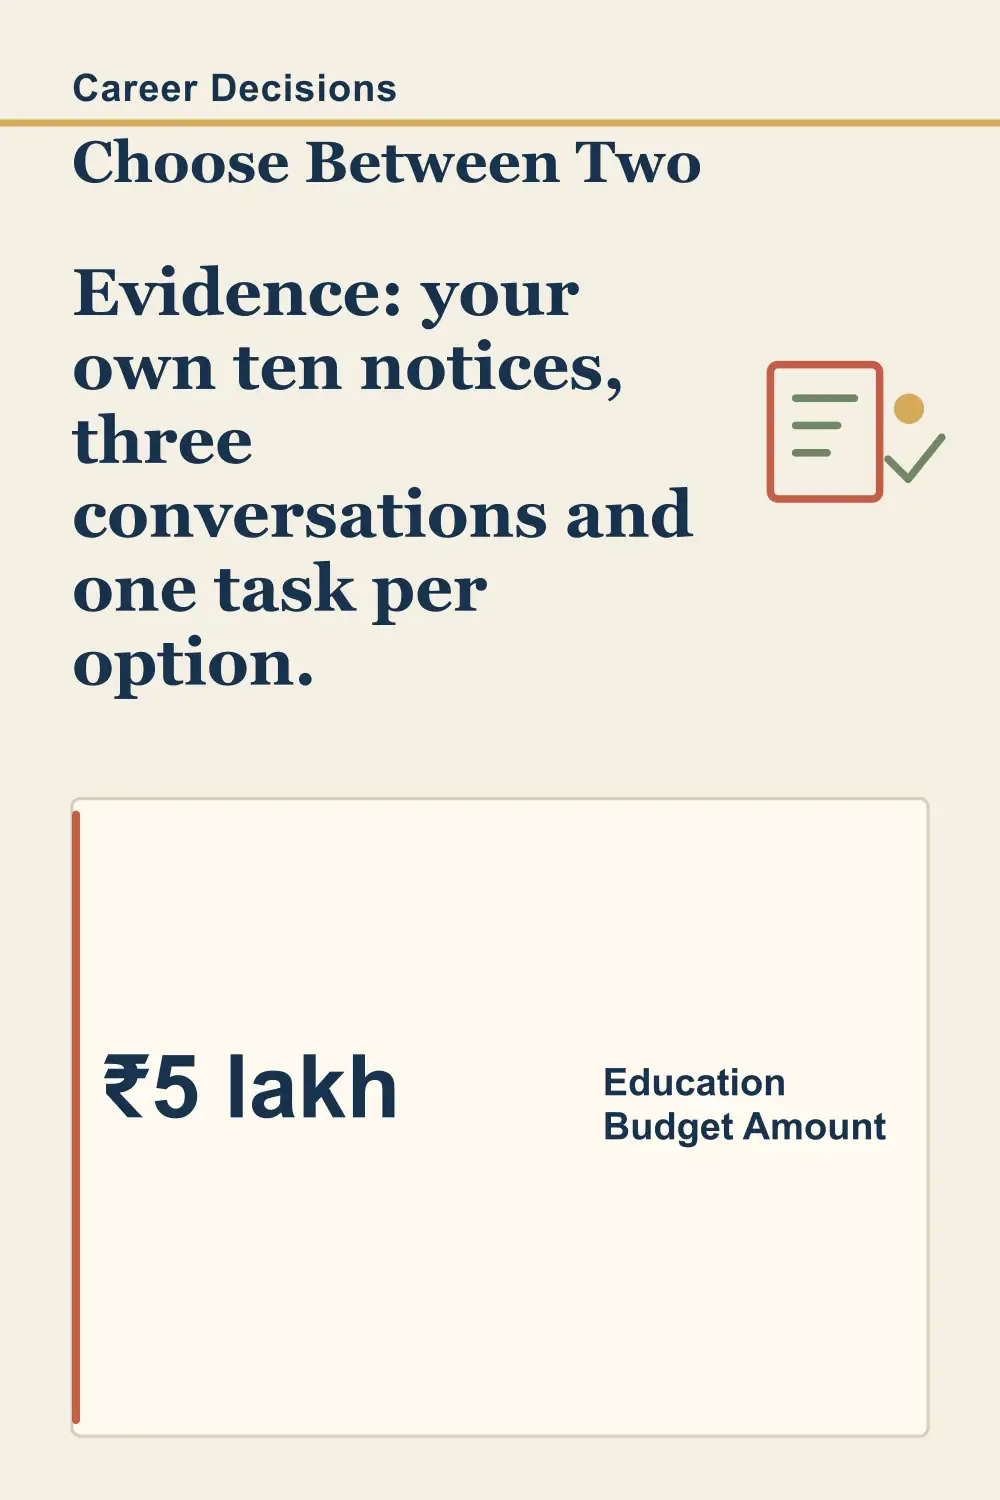 Career Decisions
Choose Between Two
Evidence: your
own ten notices,
three
conversations and
one task per
option.
₹5 lakh
Education
Budget Amount